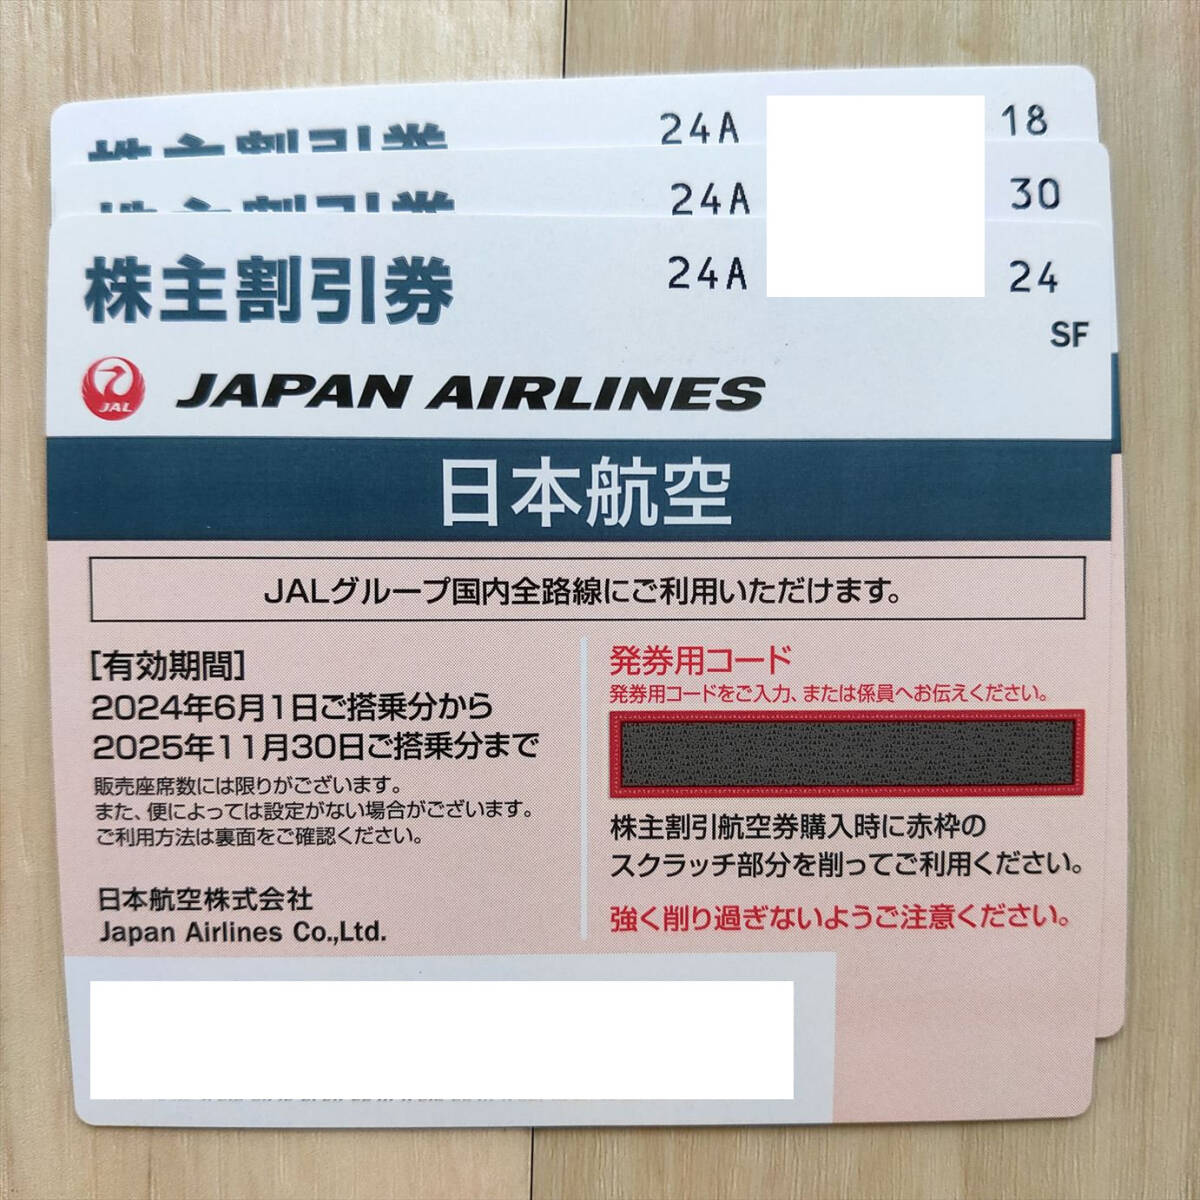 株主割引券 24A 18
株主割引券 24A 30
株主割引券 24A 24
SF
JAL JAPAN AIRLINES
日本航空
JALグループ国内全路線にご利用いただけます。
[有効期間]
2024年6月1日ご搭乗分から
2025年11月30日ご搭乗分まで
販売座席数には限りがございます。
また、便によっては設定がない場合がございます。
ご利用方法は裏面をご確認ください。
日本航空株式会社
Japan Airlines Co.,Ltd.
発券用コード
発券用コードをご入力、または係員へお伝えください。
株主割引航空券購入時に赤枠の
スクラッチ部分を削ってご利用ください。
強く削り過ぎないようご注意ください。